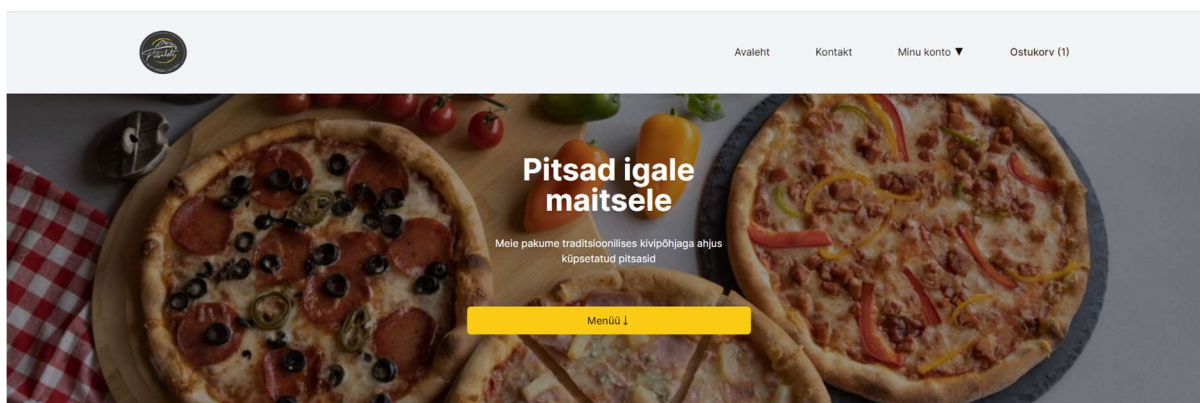 Avaleht
Kontakt
Minu konto ▼
Ostukorv (1)
Pitsad igale
maitsele
Meie pakume traditsioonilises kivipõhjaga ahjus
küpsetatud pitsasid
Menüü ↓